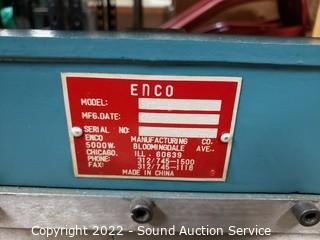 ENCO
MODEL:
MFG.DATE:
SERIAL NO:
ENCO MANUFACTURING CO.
5000W. BLOOMINGDALE AVE.,
CHICAGO, ILL. 60639
PHONE: 312/745-1500
FAX: 312/745-1118
MADE IN CHINA
Copyright © 2022 - Sound Auction Service